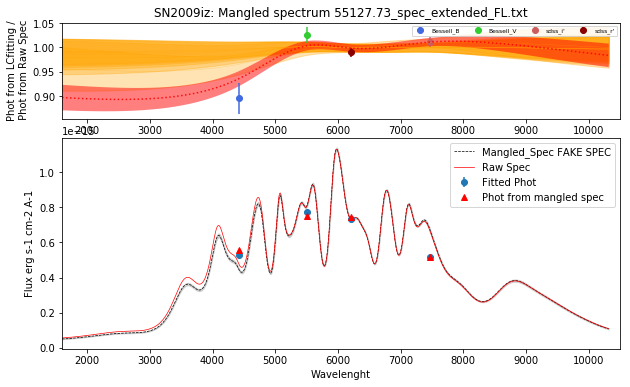 SN2009iz: Mangled spectrum 55127.73_spec_extended_FL.txt
Phot from LCfitting /
Phot from Raw Spec
1.05
1.00
0.95
0.90
Bessell_B
Bessell_V
sdss_i'
sdss_r'
2000 3000 4000 5000 6000 7000 8000 9000 10000
1e−15
Flux erg s-1 cm-2 A-1
1.0
0.8
0.6
0.4
0.2
0.0
Mangled_Spec FAKE SPEC
Raw Spec
Fitted Phot
Phot from mangled spec
2000 3000 4000 5000 6000 7000 8000 9000 10000
Wavelenght